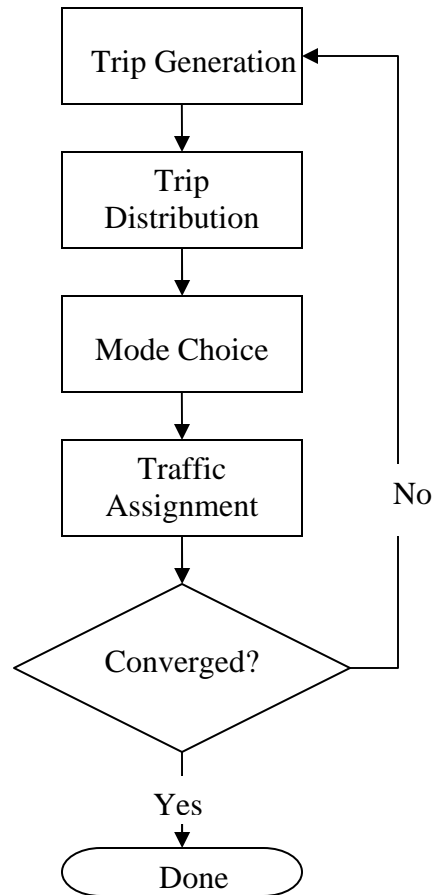 Trip Generation
Trip
Distribution
Mode Choice
Traffic
Assignment
No
Converged?
Yes
Done